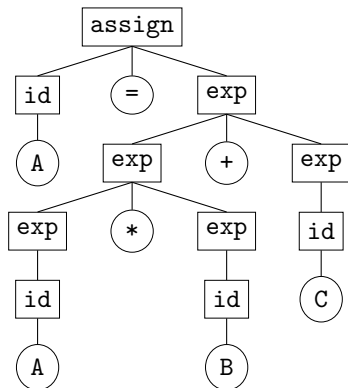 assign
id = exp
A exp + exp
exp * exp id
id id C
A B